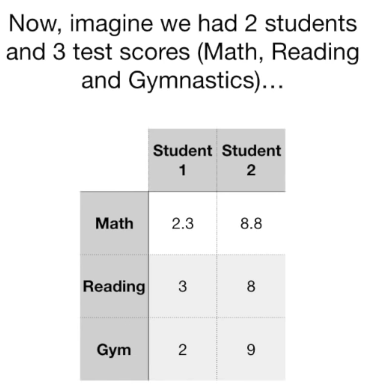 Now, imagine we had 2 students
and 3 test scores (Math, Reading
and Gymnastics)…
Student Student
1 2
Math 2.3 8.8
Reading 3 8
Gym 2 9